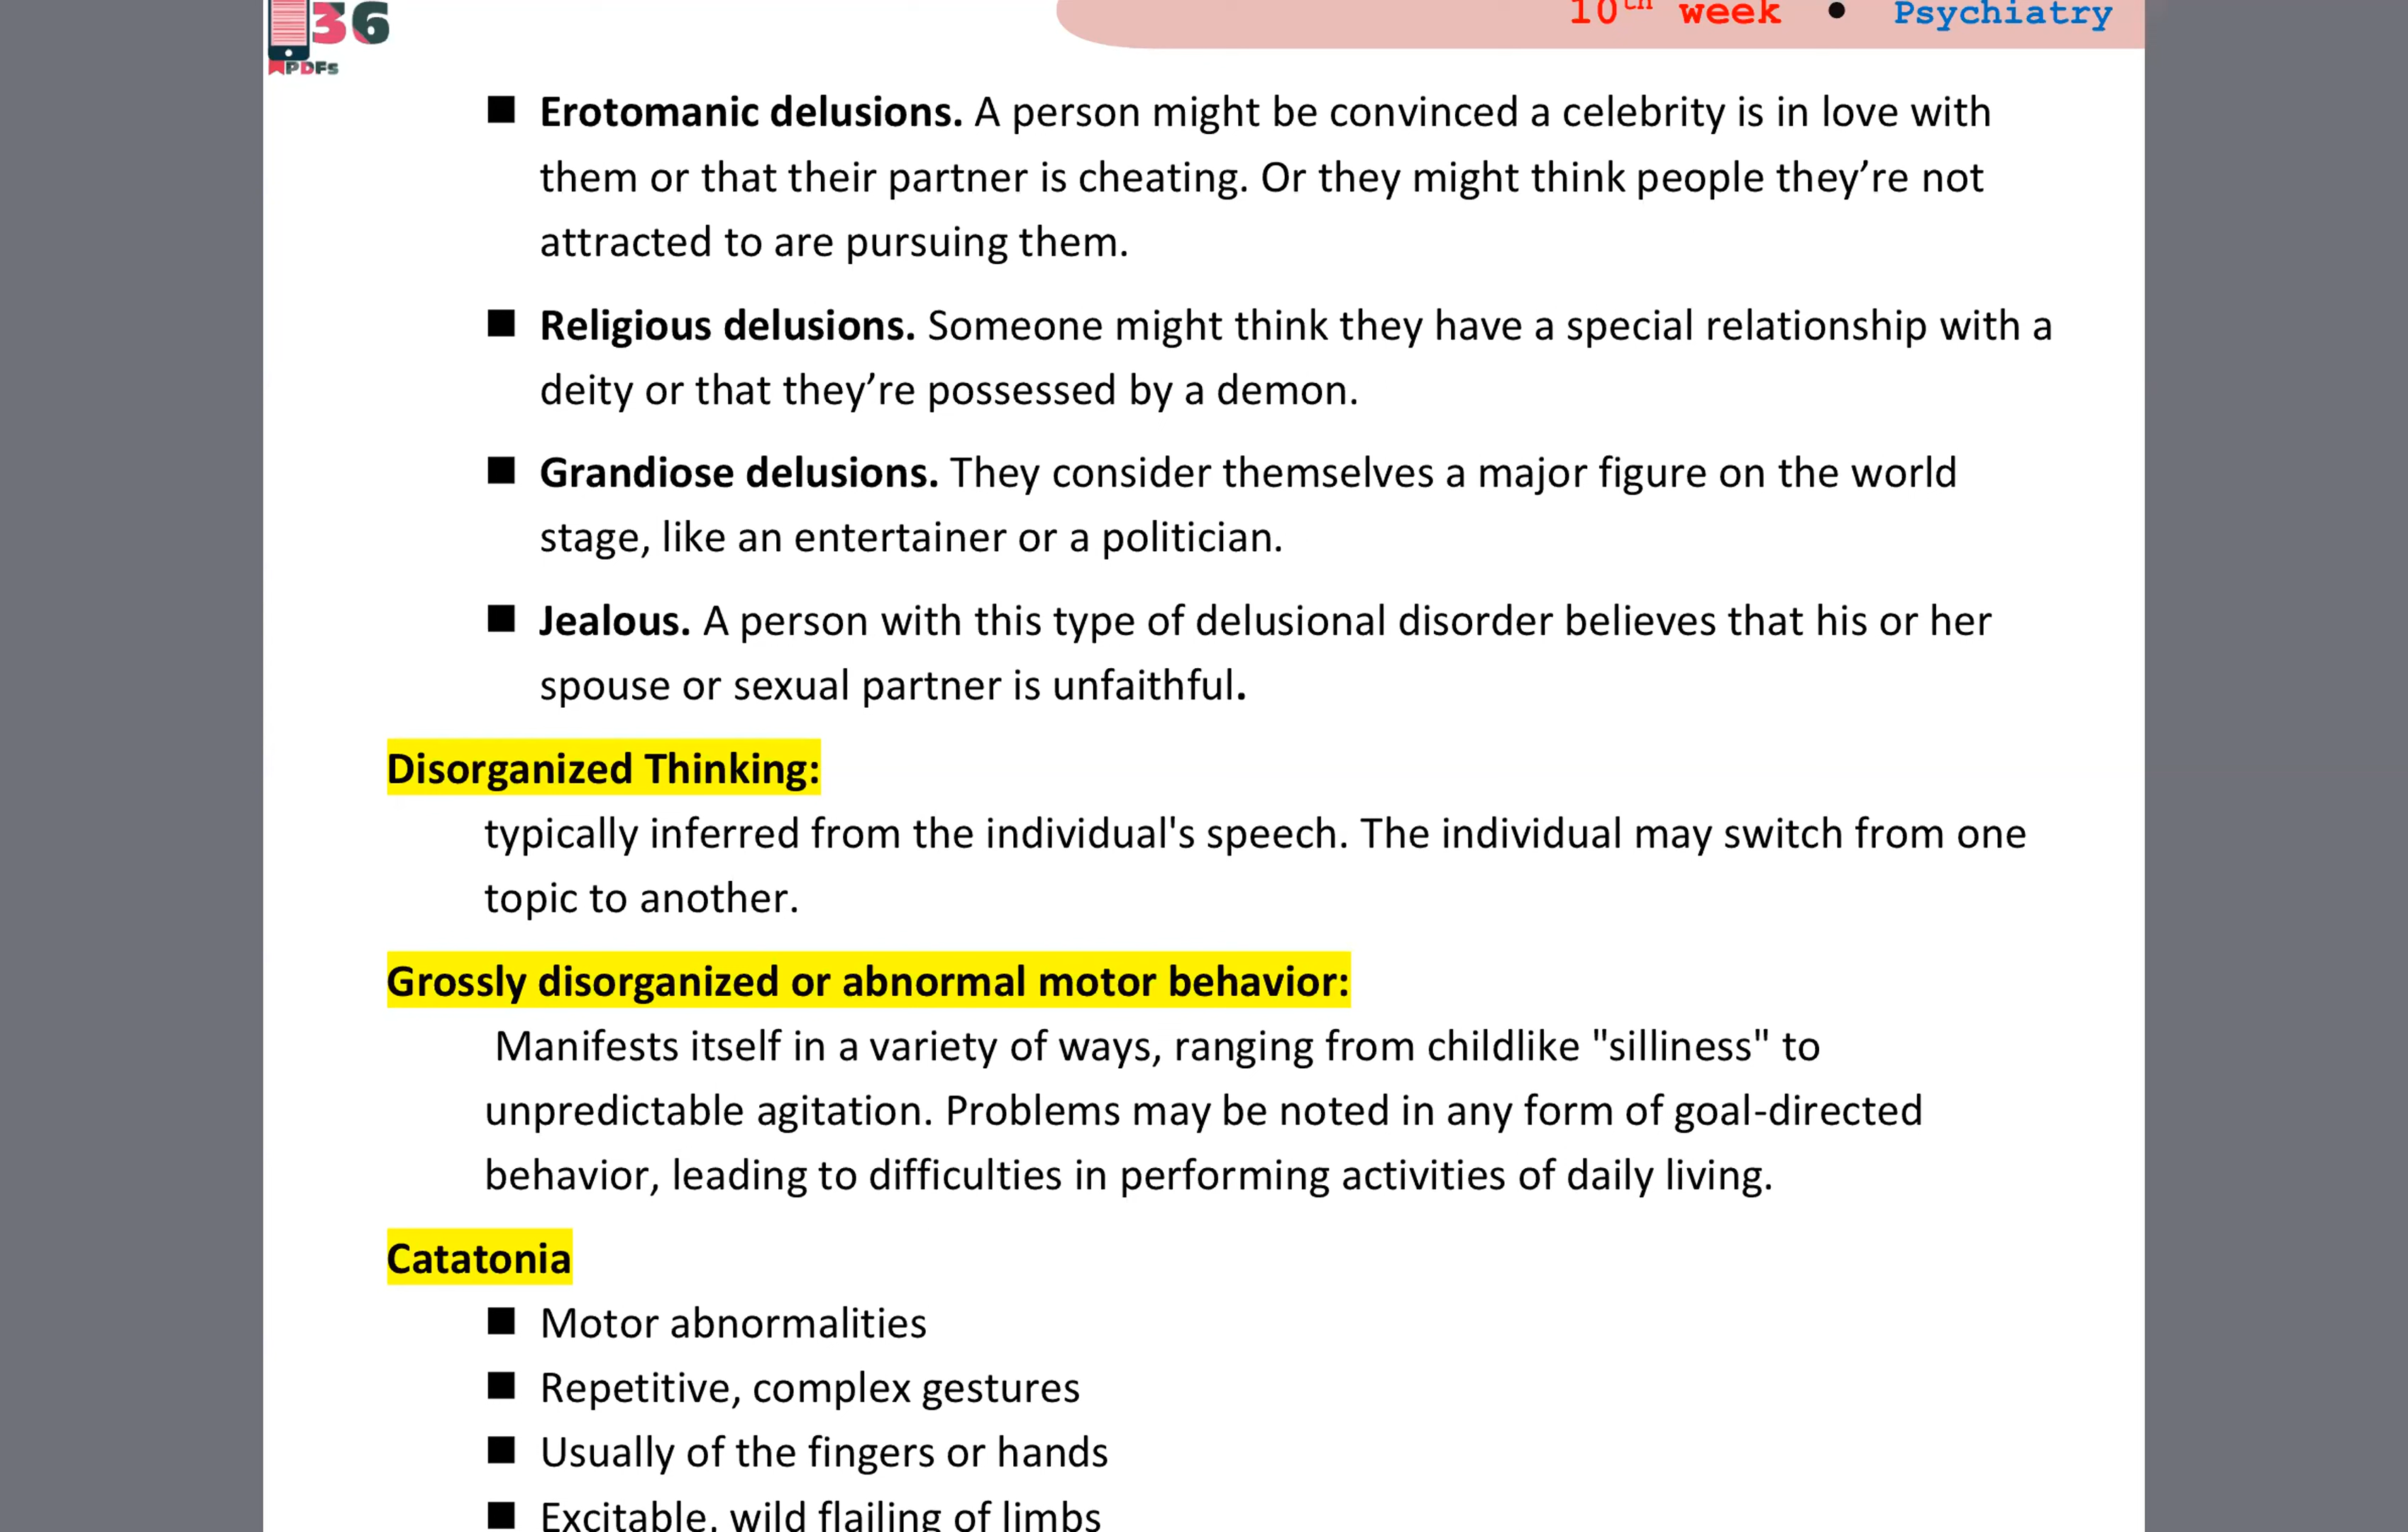 36
PDFs
10th week • Psychiatry
■ Erotomanic delusions. A person might be convinced a celebrity is in love with
them or that their partner is cheating. Or they might think people they’re not
attracted to are pursuing them.
■ Religious delusions. Someone might think they have a special relationship with a
deity or that they’re possessed by a demon.
■ Grandiose delusions. They consider themselves a major figure on the world
stage, like an entertainer or a politician.
■ Jealous. A person with this type of delusional disorder believes that his or her
spouse or sexual partner is unfaithful.
Disorganized Thinking:
typically inferred from the individual's speech. The individual may switch from one
topic to another.
Grossly disorganized or abnormal motor behavior:
Manifests itself in a variety of ways, ranging from childlike "silliness" to
unpredictable agitation. Problems may be noted in any form of goal-directed
behavior, leading to difficulties in performing activities of daily living.
Catatonia
■ Motor abnormalities
■ Repetitive, complex gestures
■ Usually of the fingers or hands
■ Excitable, wild flailing of limbs